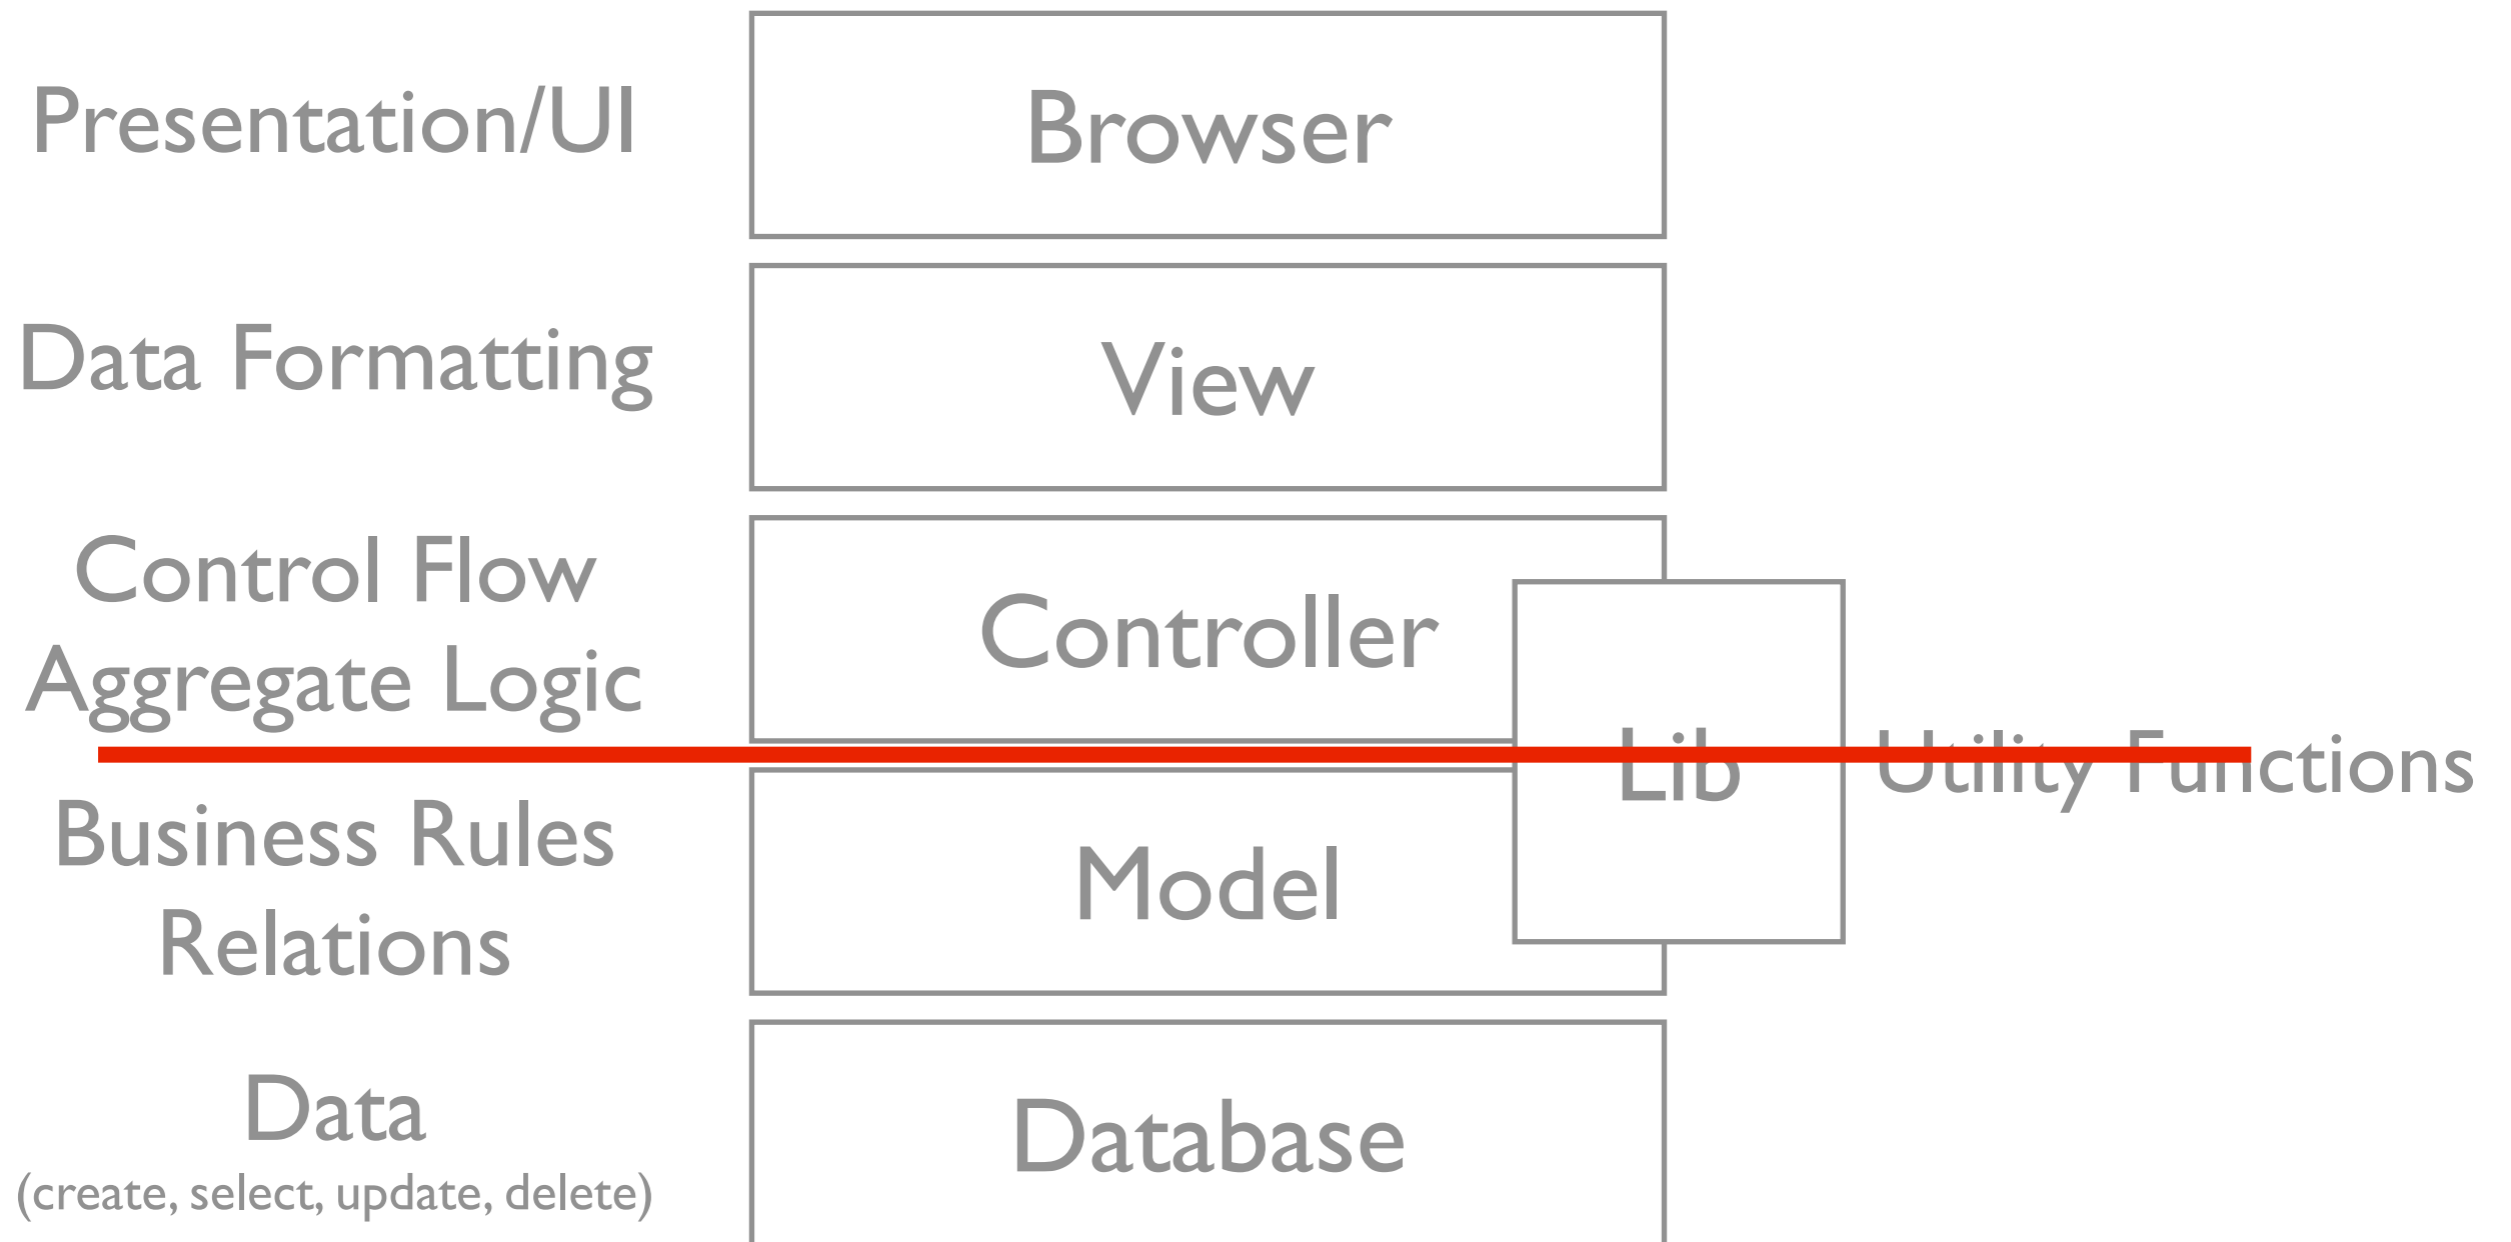 Presentation/UI
Browser
Data Formatting
View
Control Flow
Aggregate Logic
Controller
Lib
Utility Functions
Business Rules
Relations
Model
Data
(create, select, update, delete)
Database